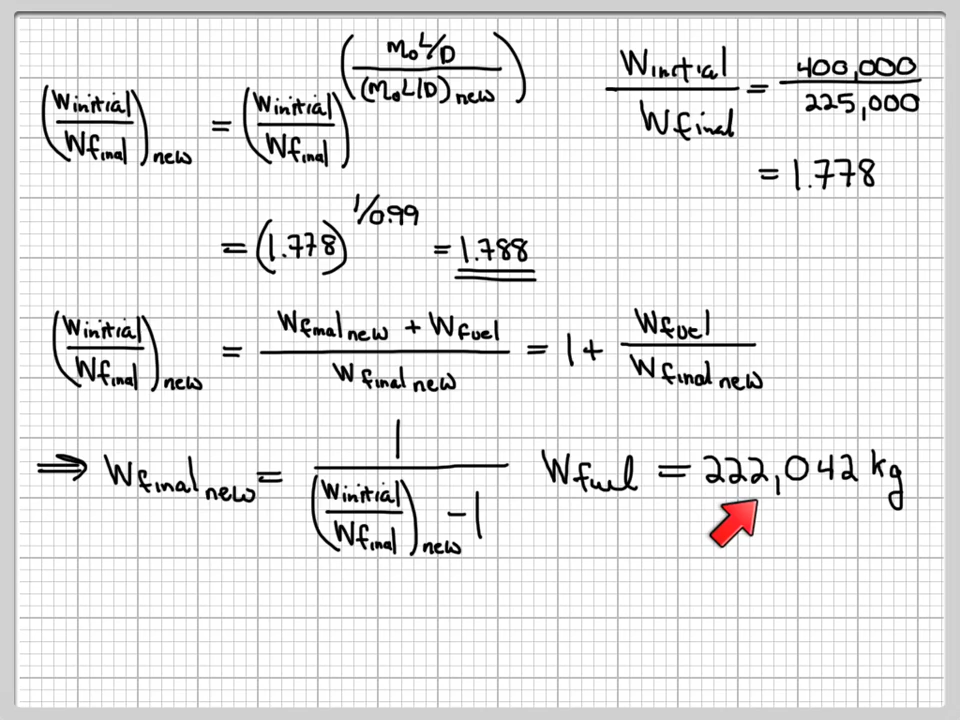 (Winitial/Wfinal)new = (Winitial/Wfinal)^(M₀L/D/(M₀L/D)new)
Winitial/Wfinal = 400,000/225,000
= 1.778
= (1.778)^1/0.99 = 1.788
(Winitial/Wfinal)new = Wfinal new + Wfuel/Wfinal new = 1 + Wfuel/Wfinal new
⇒ Wfinal new = 1/(Winitial/Wfinal)new - 1 Wfuel = 222,042 kg